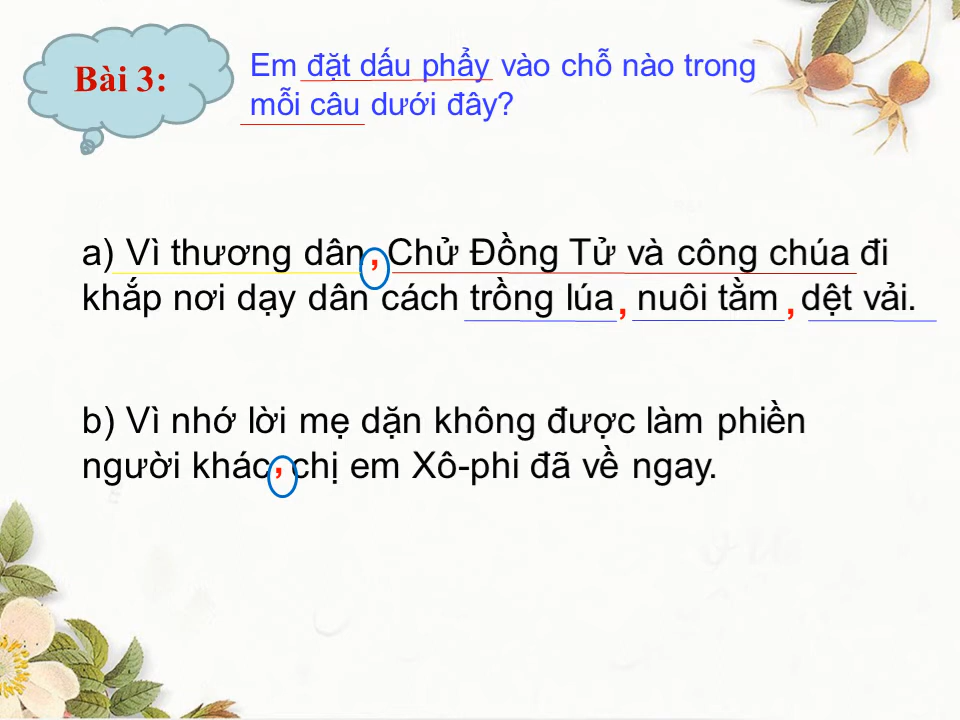 Bài 3:
Em đặt dấu phẩy vào chỗ nào trong
mỗi câu dưới đây?
a) Vì thương dân, Chử Đồng Tử và công chúa đi
khắp nơi dạy dân cách trồng lúa, nuôi tằm, dệt vải.
b) Vì nhớ lời mẹ dặn không được làm phiền
người khác, chị em Xô-phi đã về ngay.